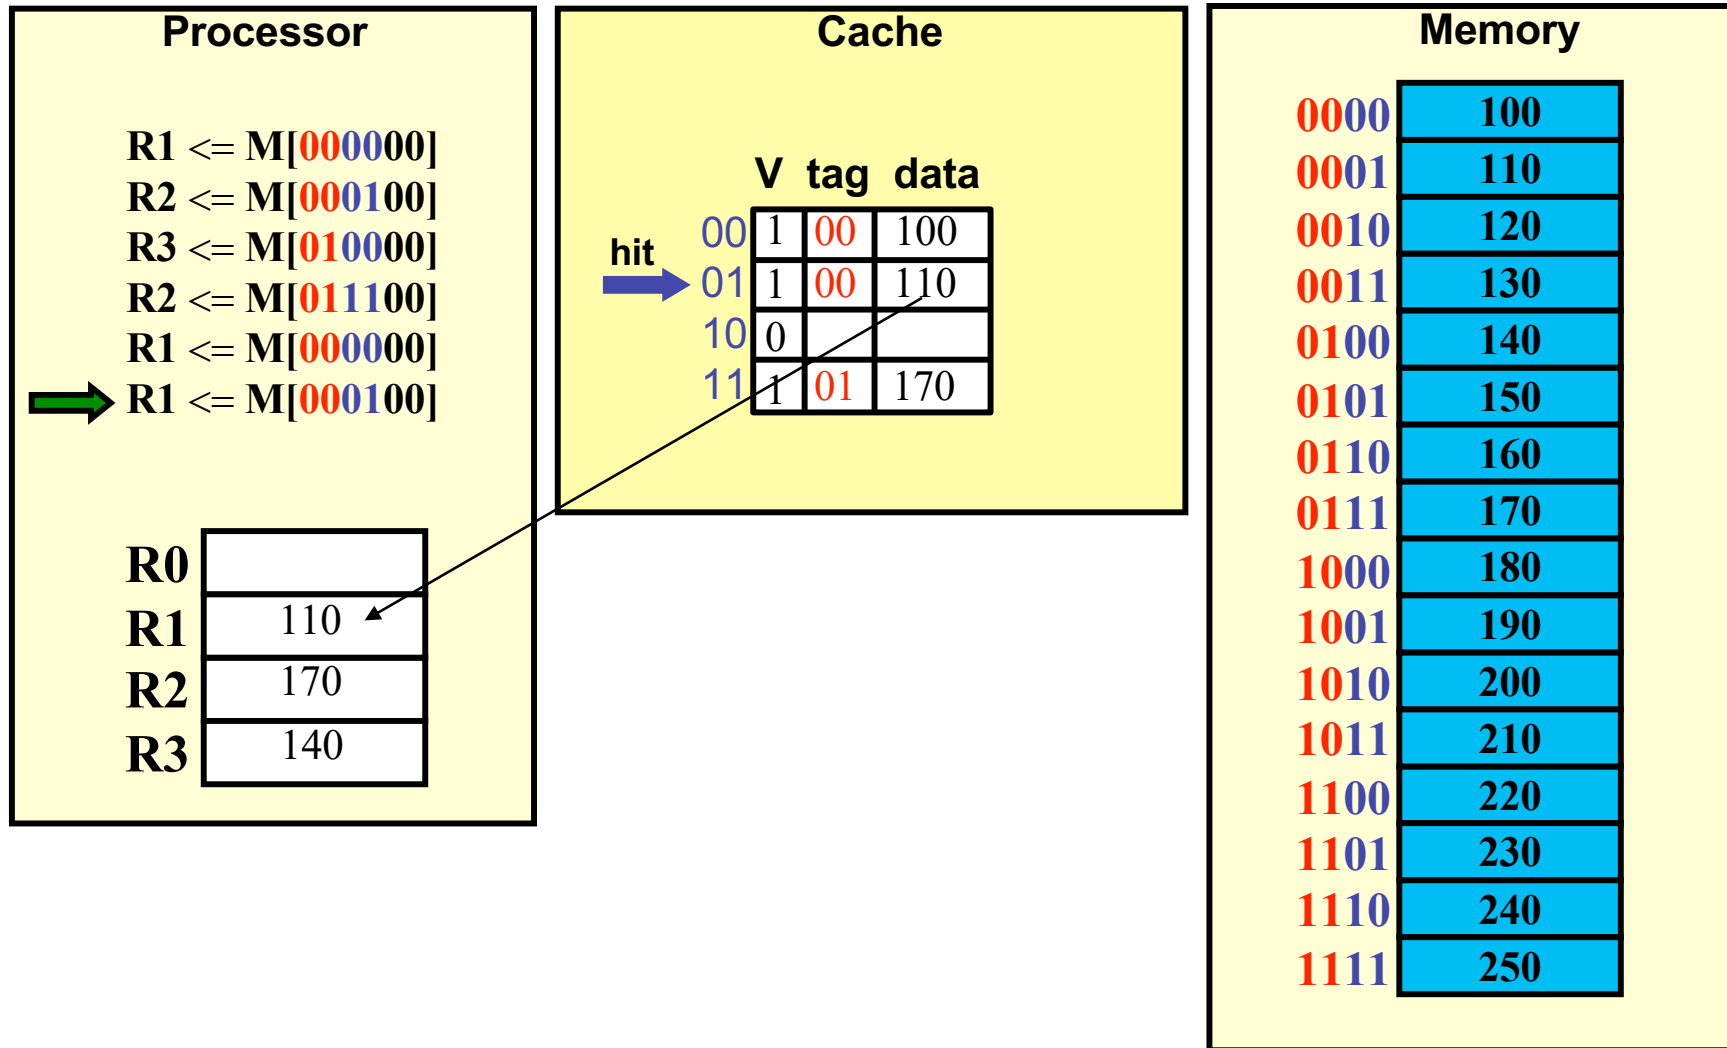 Processor
R1 <= M[000000]
R2 <= M[000100]
R3 <= M[010000]
R2 <= M[011100]
R1 <= M[000000]
R1 <= M[000100]
R0
R1 110
R2 170
R3 140
Cache
V tag data
00 1 00 100
hit
01 1 00 110
10 0
11 1 01 170
Memory
0000 100
0001 110
0010 120
0011 130
0100 140
0101 150
0110 160
0111 170
1000 180
1001 190
1010 200
1011 210
1100 220
1101 230
1110 240
1111 250